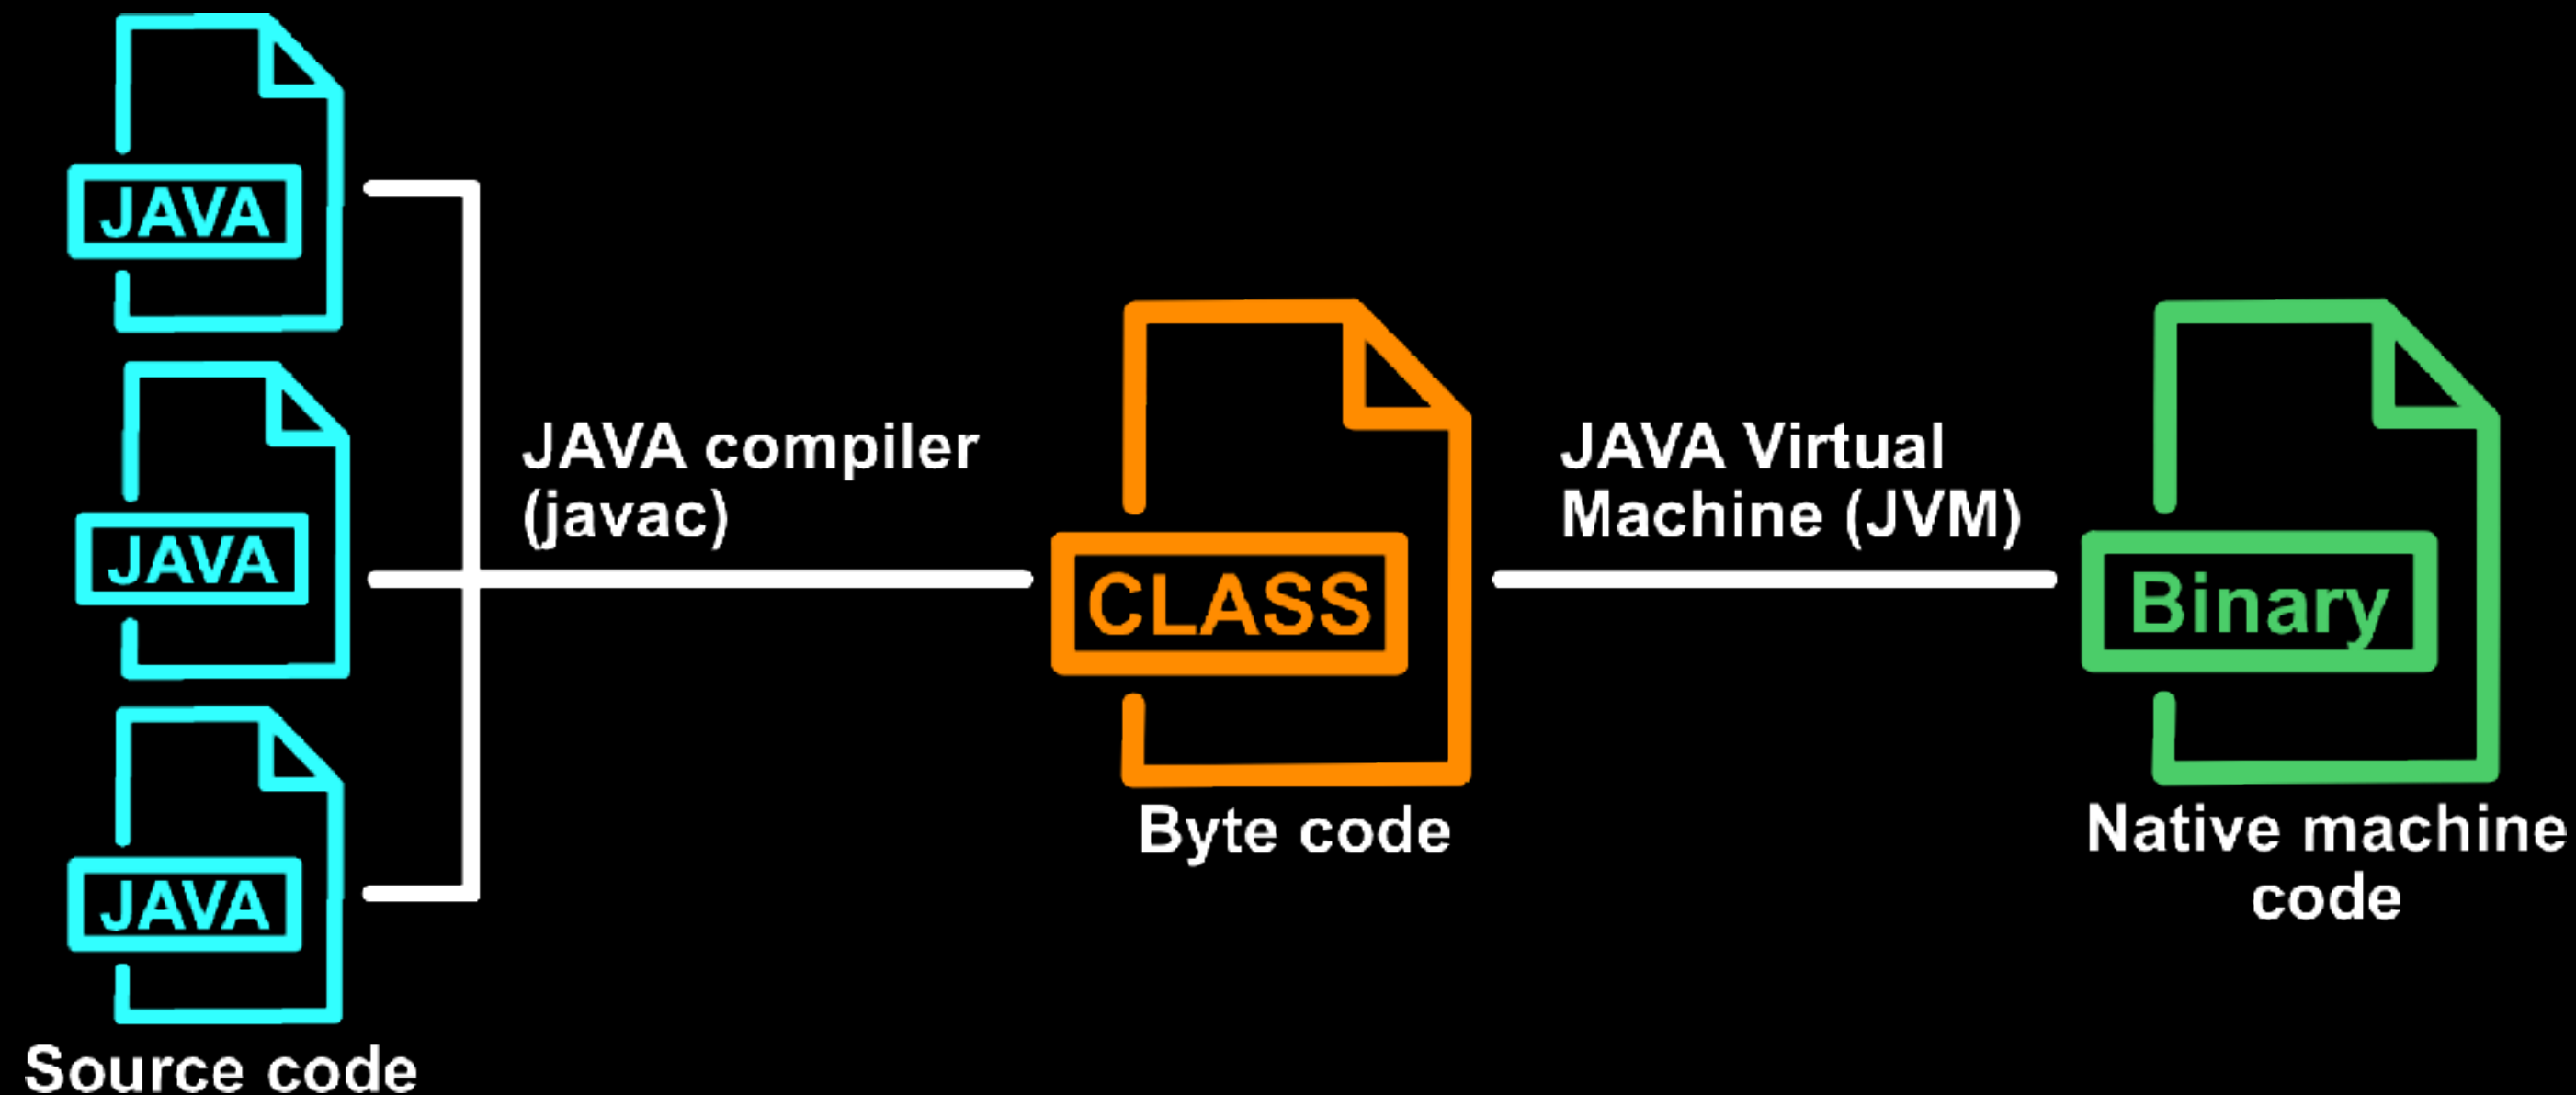 JAVA
JAVA
JAVA
Source code
JAVA compiler
(javac)
CLASS
Byte code
JAVA Virtual
Machine (JVM)
Binary
Native machine
code